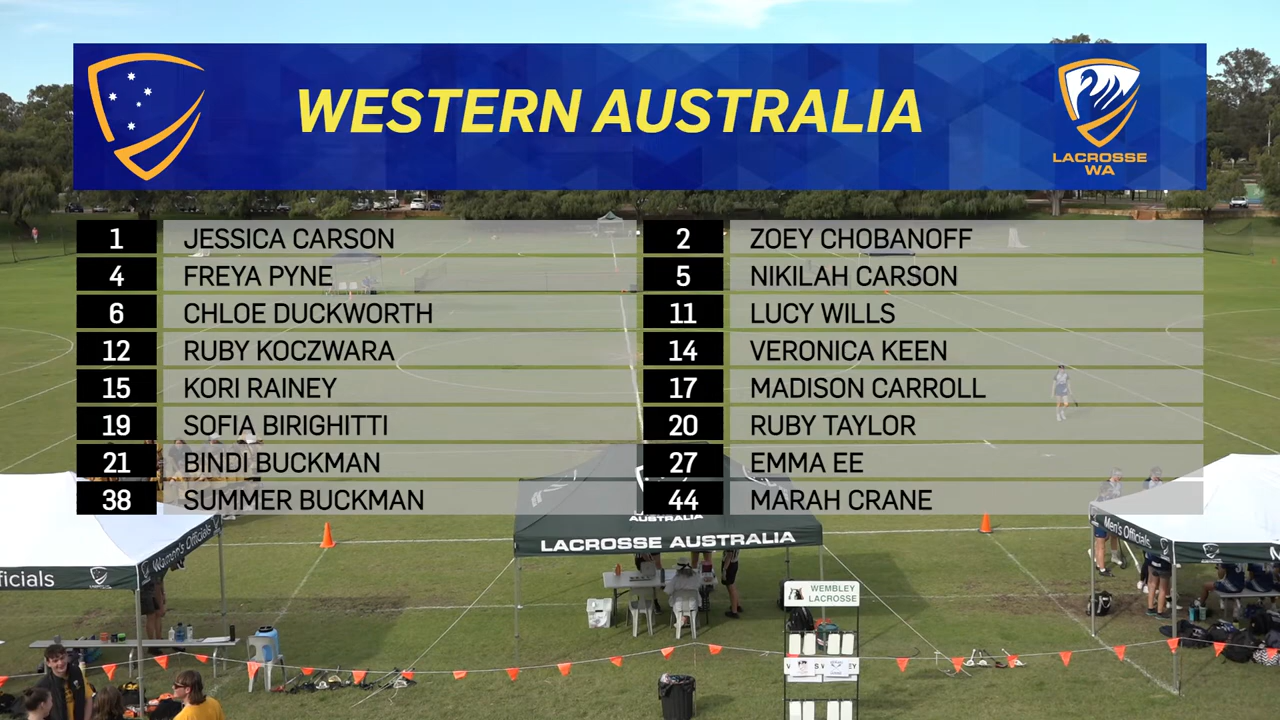 WESTERN AUSTRALIA
LACROSSE
WA
1 JESSICA CARSON
2 ZOEY CHOBANOFF
4 FREYA PYNE
5 NIKILAH CARSON
6 CHLOE DUCKWORTH
11 LUCY WILLS
12 RUBY KOCZWARA
14 VERONICA KEEN
15 KORI RAINEY
17 MADISON CARROLL
19 SOFIA BIRIGHITTI
20 RUBY TAYLOR
21 BINDI BUCKMAN
27 EMMA EE
38 SUMMER BUCKMAN
44 MARAH CRANE
AUSTRALIA
LACROSSE AUSTRALIA
Women's Officials
ficials
Men's Officials
WEMBLEY
LACROSSE